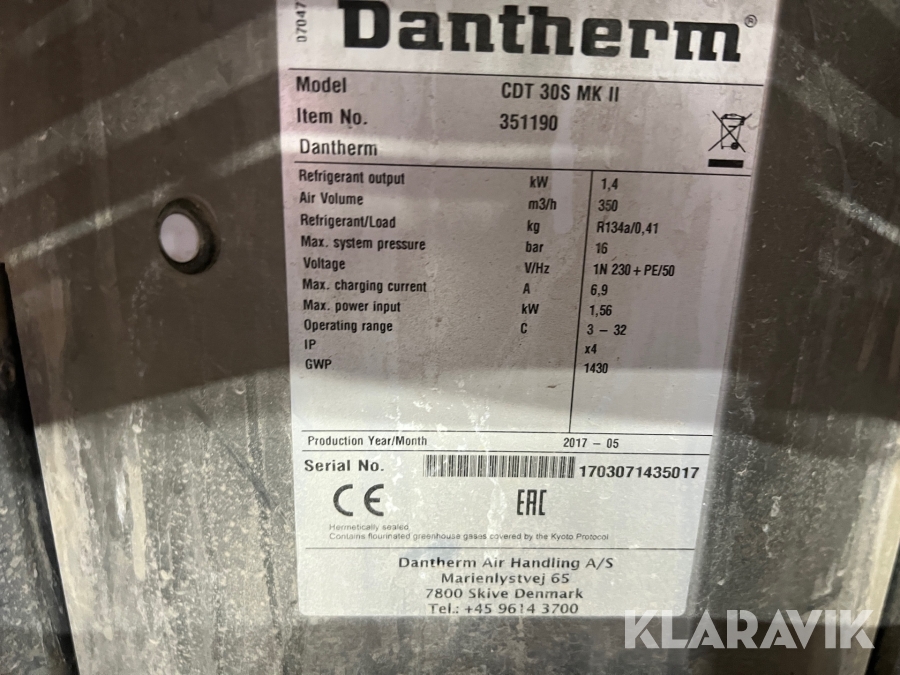 07047
Dantherm®
Model CDT 30S MK II
Item No. 351190
Dantherm
Refrigerant output kW 1,4
Air Volume m3/h 350
Refrigerant/Load kg R134a/0,41
Max. system pressure bar 16
Voltage V/Hz 1N 230 + PE/50
Max. charging current A 6,9
Max. power input kW 1,56
Operating range C 3 – 32
IP x4
GWP 1430
Production Year/Month 2017 – 05
Serial No. 1703071435017
CE EAC
Hermetically sealed
Contains flourinated greenhouse gases covered by the Kyoto Protocol
Dantherm Air Handling A/S
Marienlystvej 65
7800 Skive Denmark
Tel.: +45 9614 3700
KLARAVIK